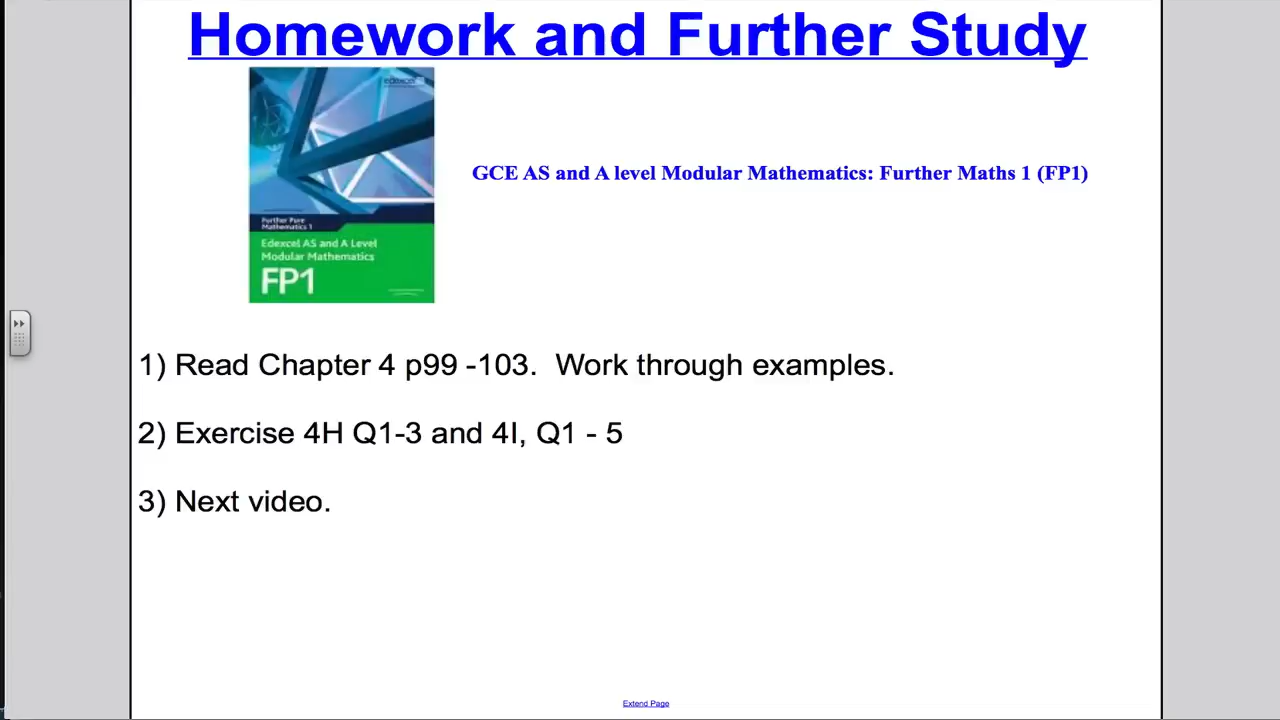 Homework and Further Study
edexcel
Further Pure
Mathematics 1
Edexcel AS and A Level
Modular Mathematics
FP1
GCE AS and A level Modular Mathematics: Further Maths 1 (FP1)
1) Read Chapter 4 p99 -103.  Work through examples.
2) Exercise 4H Q1-3 and 4I, Q1 - 5
3) Next video.
Extend Page